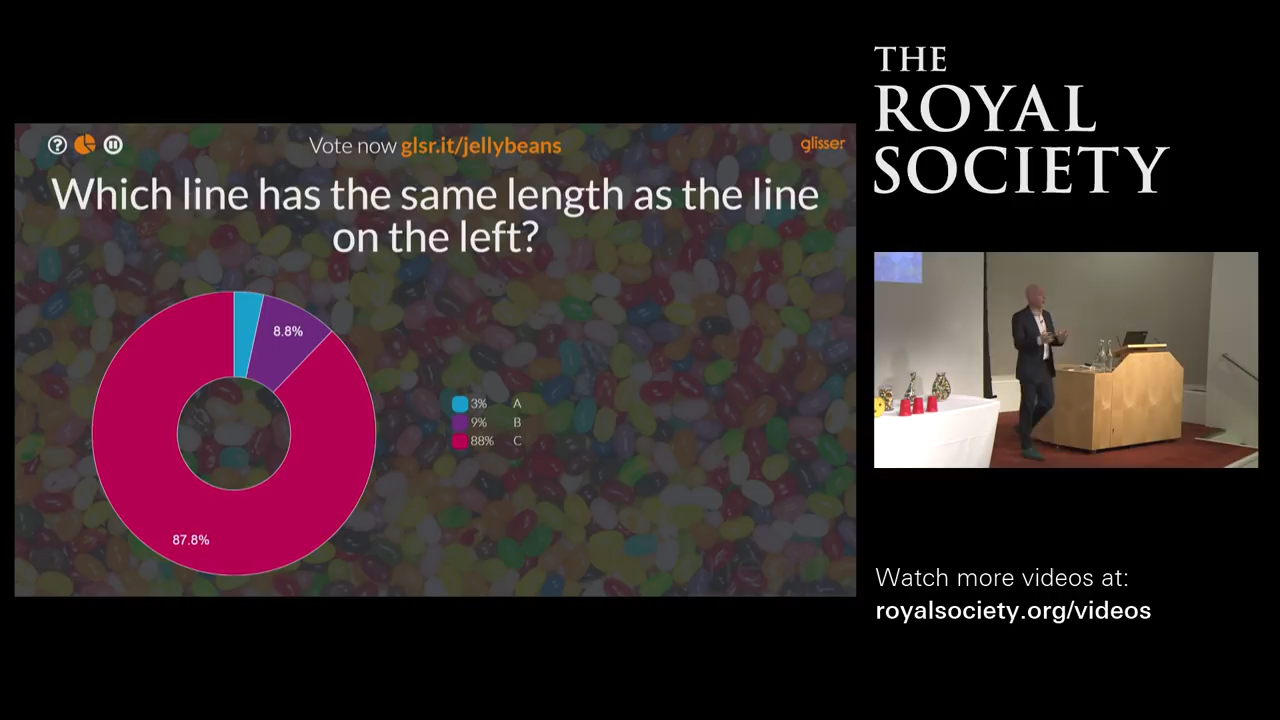 Vote now glsr.it/jellybeans
glisser
Which line has the same length as the line
on the left?
8.8%
87.8%
3% A
9% B
88% C
THE
ROYAL
SOCIETY
Watch more videos at:
royalsociety.org/videos